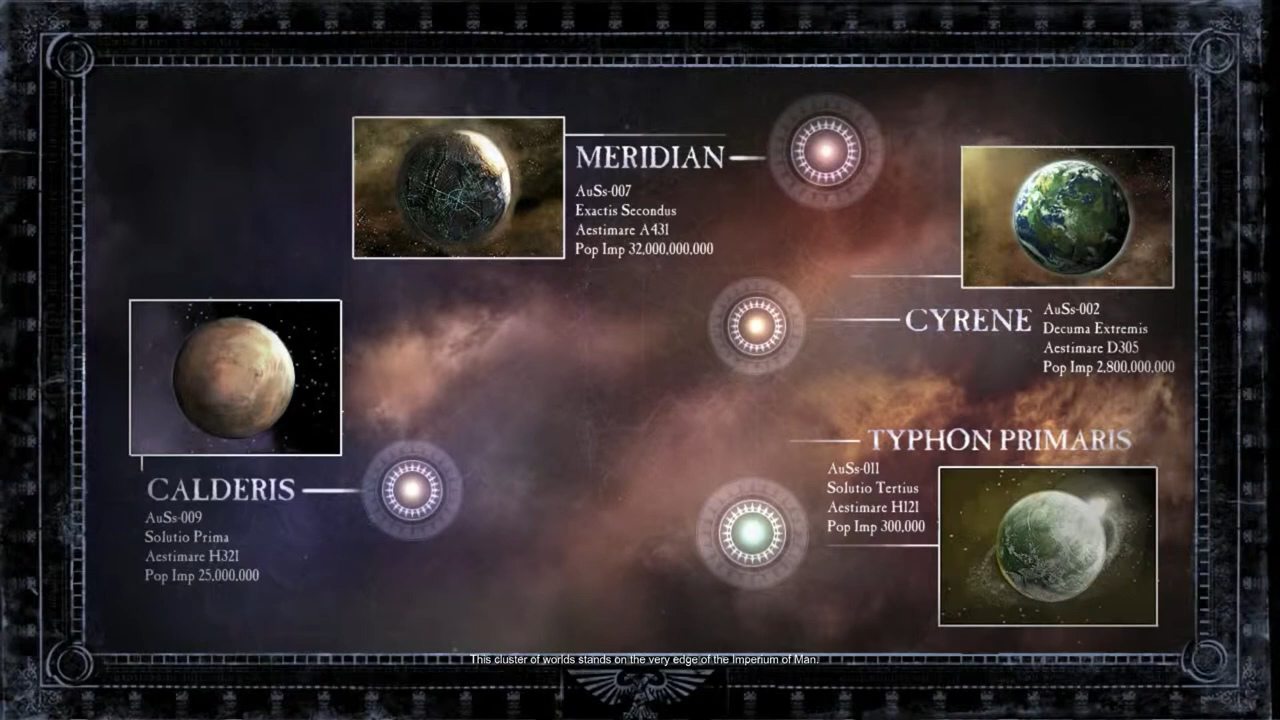 MERIDIAN
AuSs-007
Exactis Secondus
Aestimare A431
Pop Imp 32,000,000,000
CYRENE
AuSs-002
Decuma Extremis
Aestimare D305
Pop Imp 2,800,000,000
TYPHON PRIMARIS
AuSs-011
Solutio Tertius
Aestimare H121
Pop Imp 300,000
CALDERIS
AuSs-009
Solutio Prima
Aestimare H321
Pop Imp 25,000,000
This cluster of worlds stands on the very edge of the Imperium of Man.